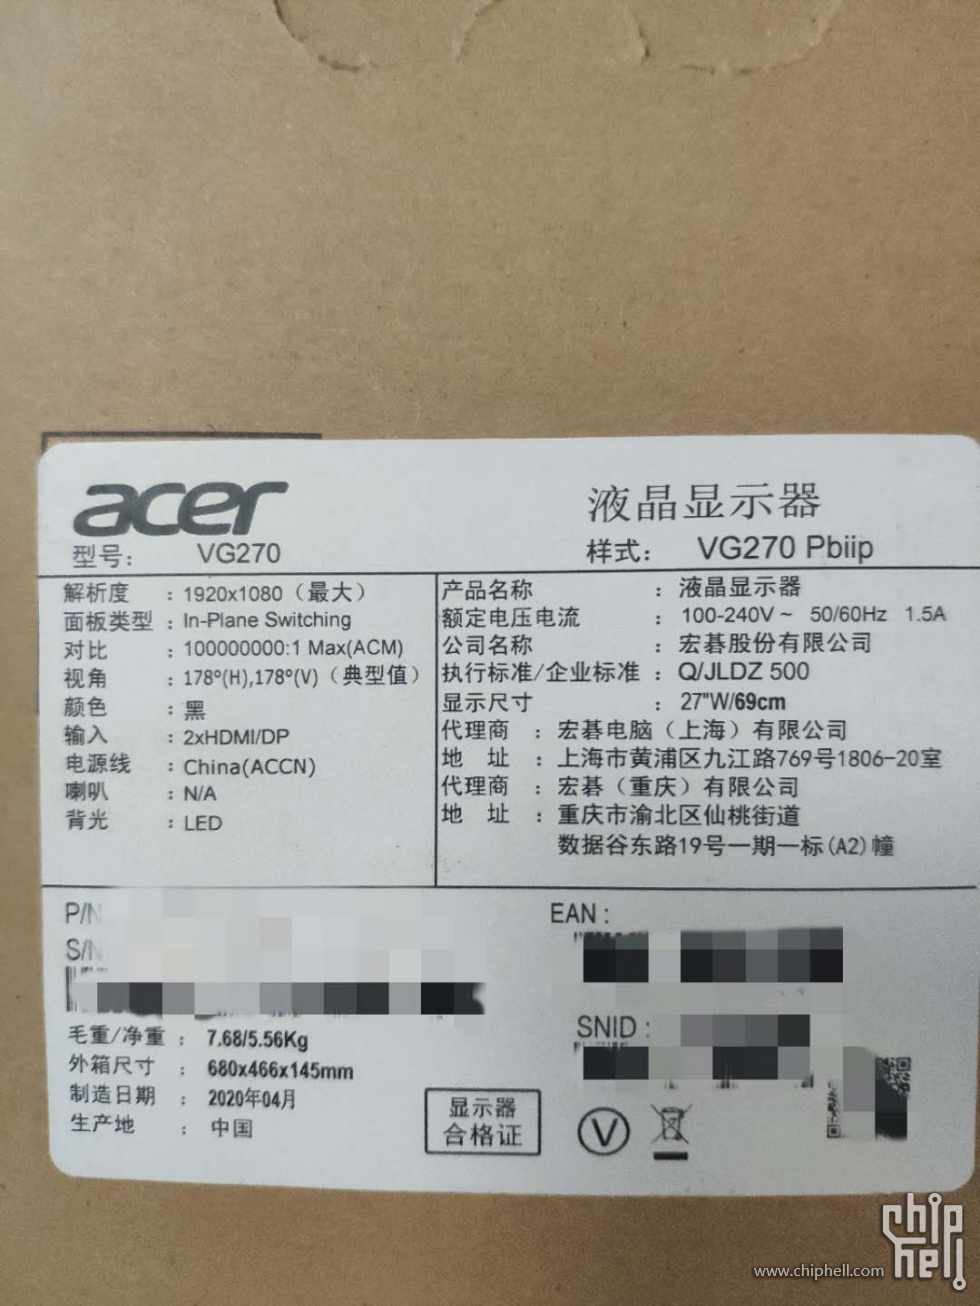 acer
液晶显示器
型号: VG270
样式: VG270 Pbiip
解析度 : 1920x1080（最大）
面板类型 : In-Plane Switching
对比 : 100000000:1 Max(ACM)
视角 : 178°(H),178°(V)（典型值）
颜色 : 黑
输入 : 2xHDMI/DP
电源线 : China(ACCN)
喇叭 : N/A
背光 : LED
产品名称 : 液晶显示器
额定电压电流 : 100-240V ~ 50/60Hz 1.5A
公司名称 : 宏碁股份有限公司
执行标准/企业标准 : Q/JLDZ 500
显示尺寸 : 27"W/69cm
代理商 : 宏碁电脑（上海）有限公司
地 址 : 上海市黄浦区九江路769号1806-20室
代理商 : 宏碁（重庆）有限公司
地 址 : 重庆市渝北区仙桃街道
数据谷东路19号一期一标(A2)幢
P/N
S/N
EAN :
SNID :
毛重/净重 : 7.68/5.56Kg
外箱尺寸 : 680x466x145mm
制造日期 : 2020年04月
生产地 : 中国
显示器
合格证
V
chip
hell
www.chiphell.com